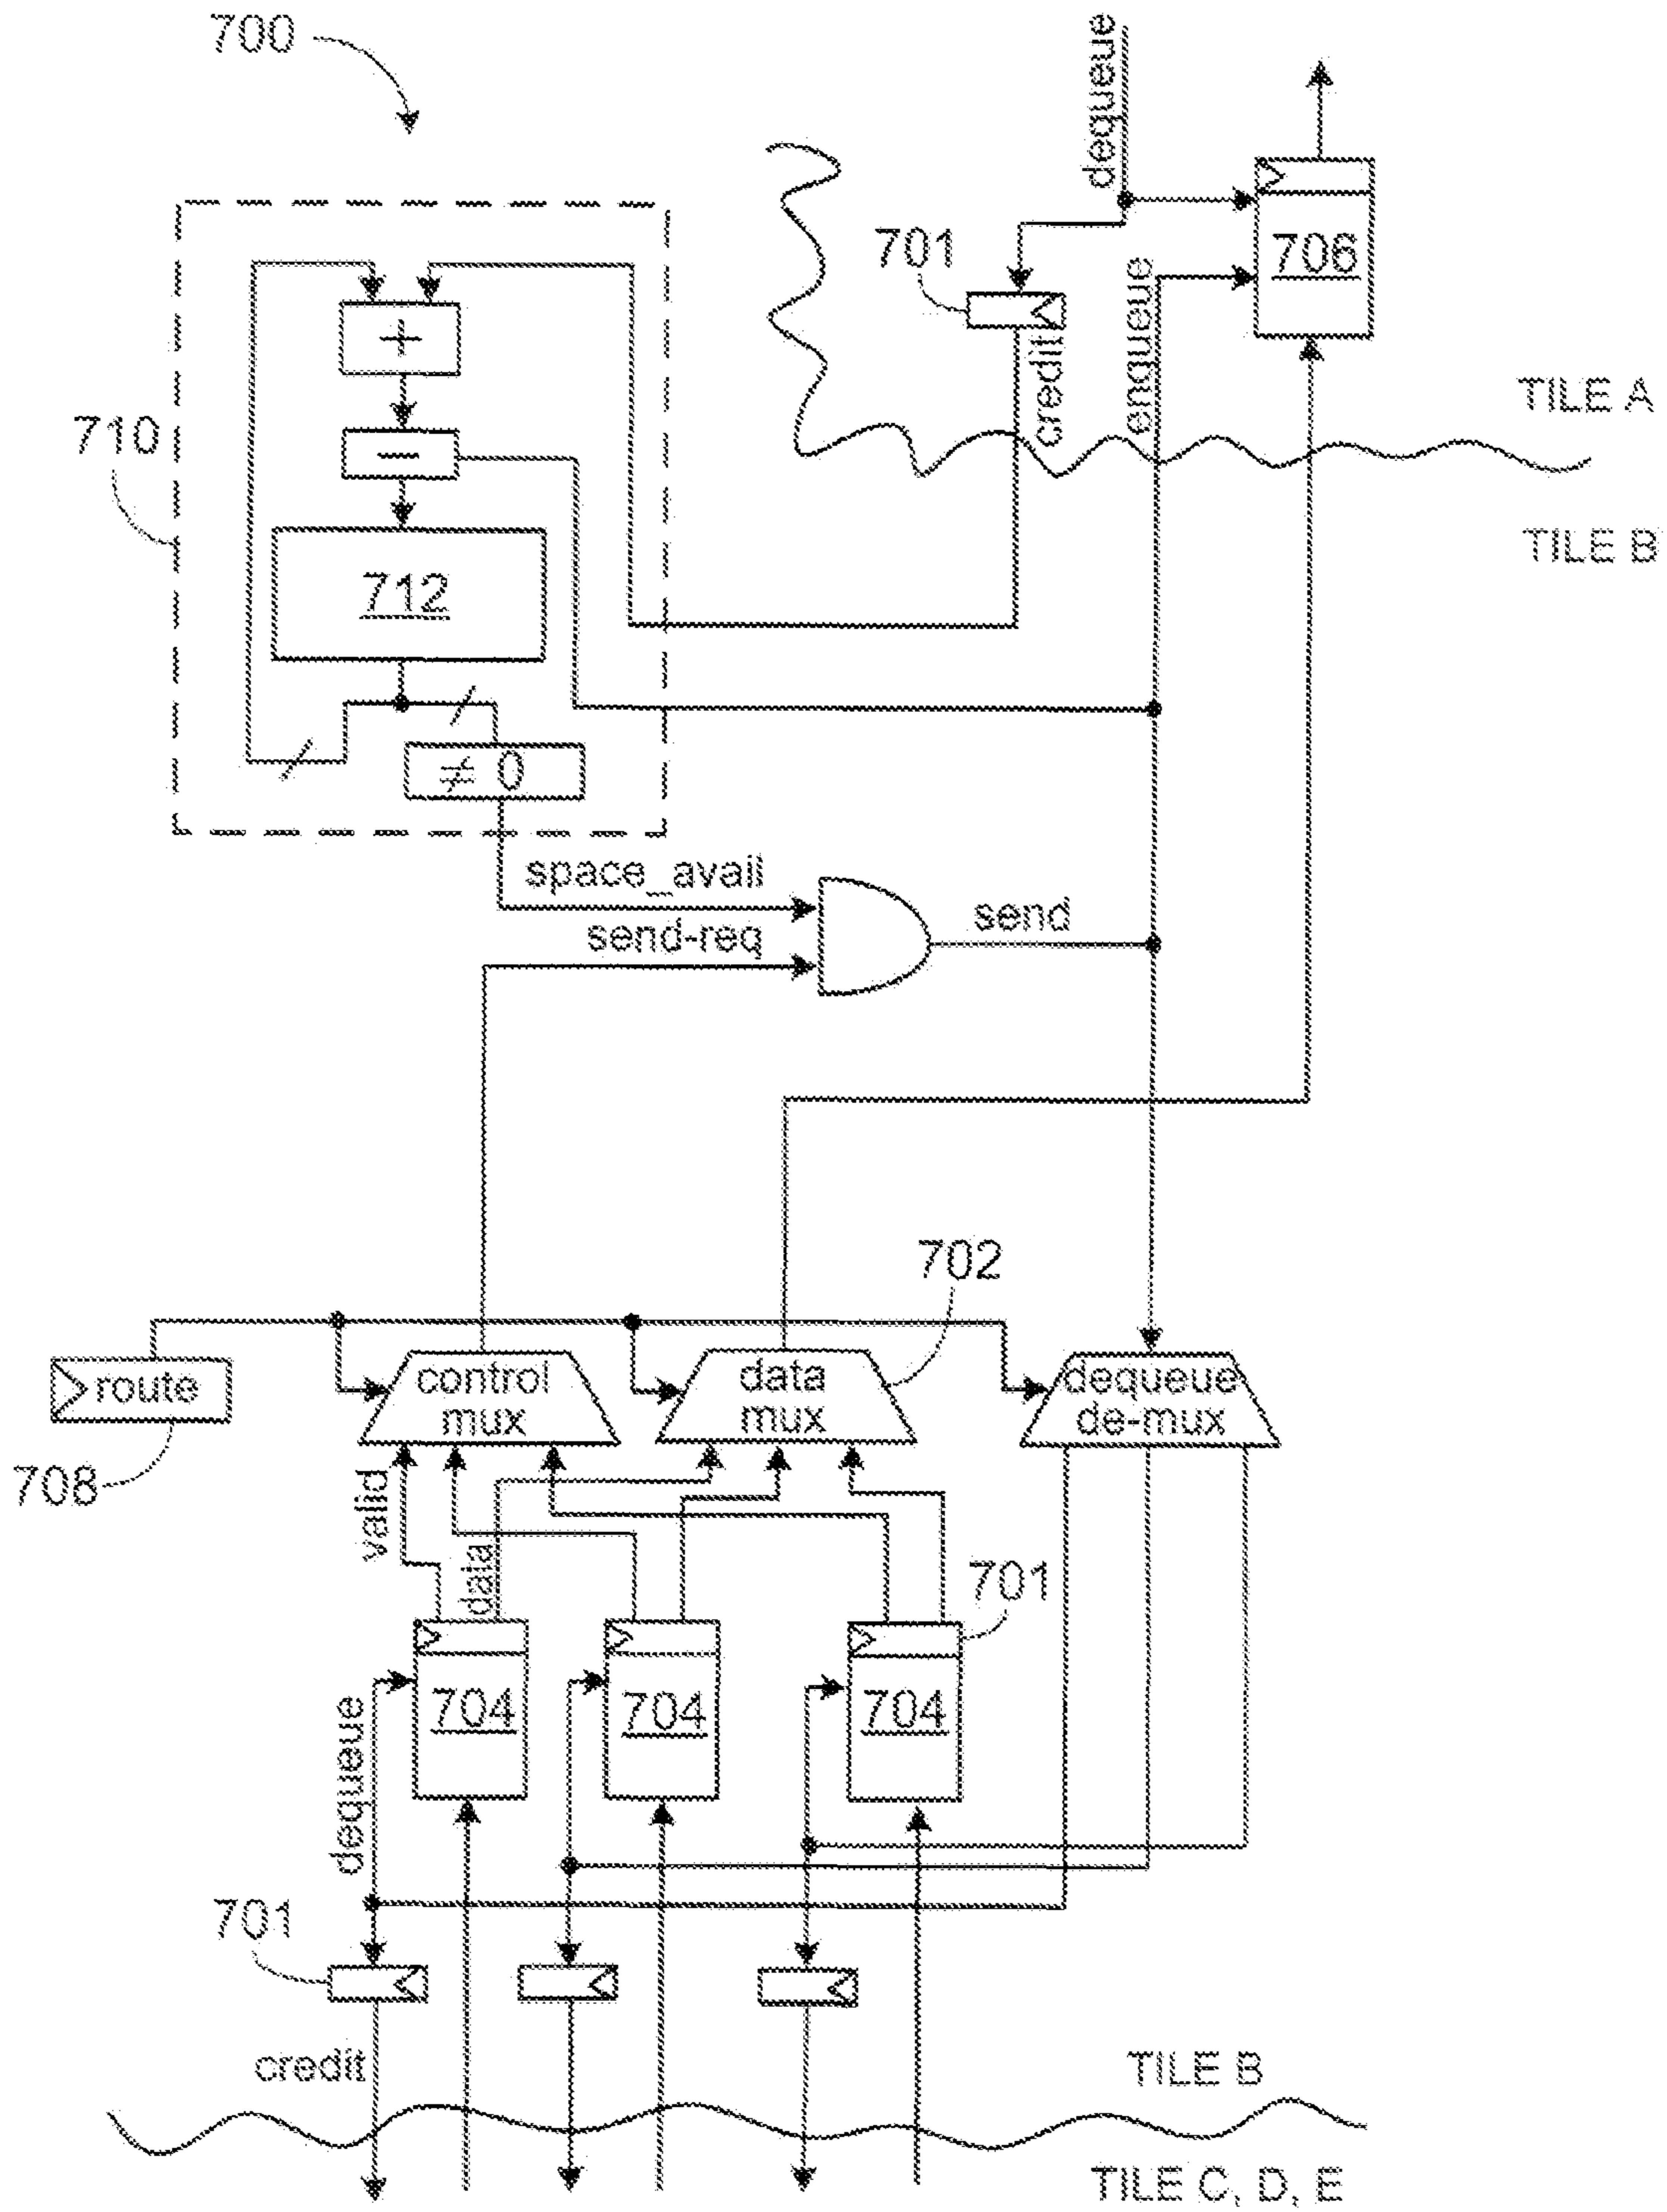 700
dequeue
701
706
+
credit
enqueue
TILE A
710
—
TILE B
712
≠ 0
space_avail
send-req
send
702
route
control
mux
data
mux
dequeue
de-mux
708
valid
data
701
704
704
704
dequeue
701
credit
TILE B
TILE C, D, E